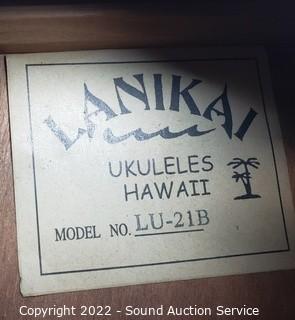 LANIKAI
UKULELES
HAWAII
MODEL NO. LU-21B
Copyright 2022 - Sound Auction Service